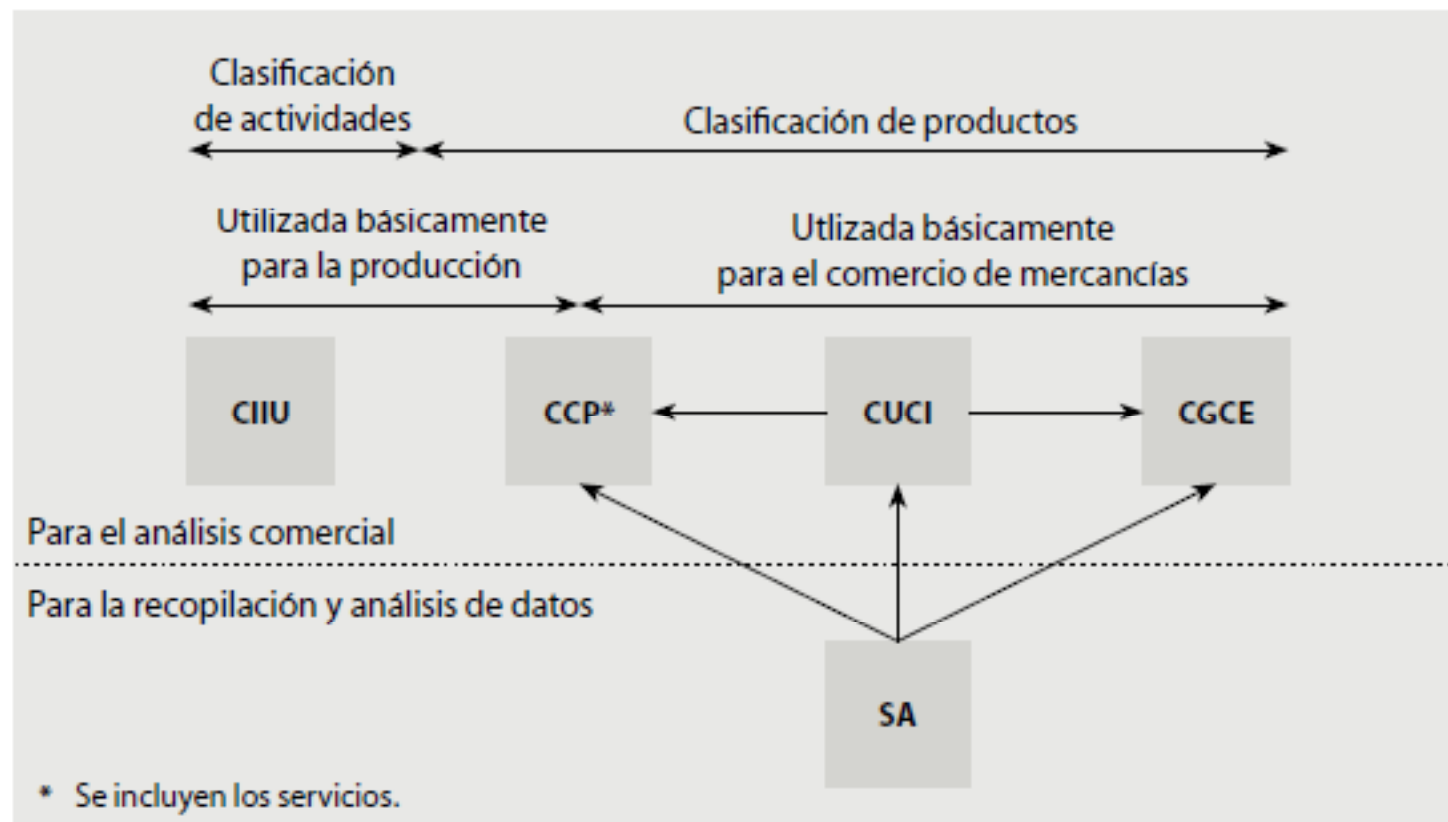 Clasificación
de actividades
Clasificación de productos
Utilizada básicamente
para la producción
Utlizada básicamente
para el comercio de mercancías
CIIU
CCP*
CUCI
CGCE
Para el análisis comercial
Para la recopilación y análisis de datos
SA
* Se incluyen los servicios.